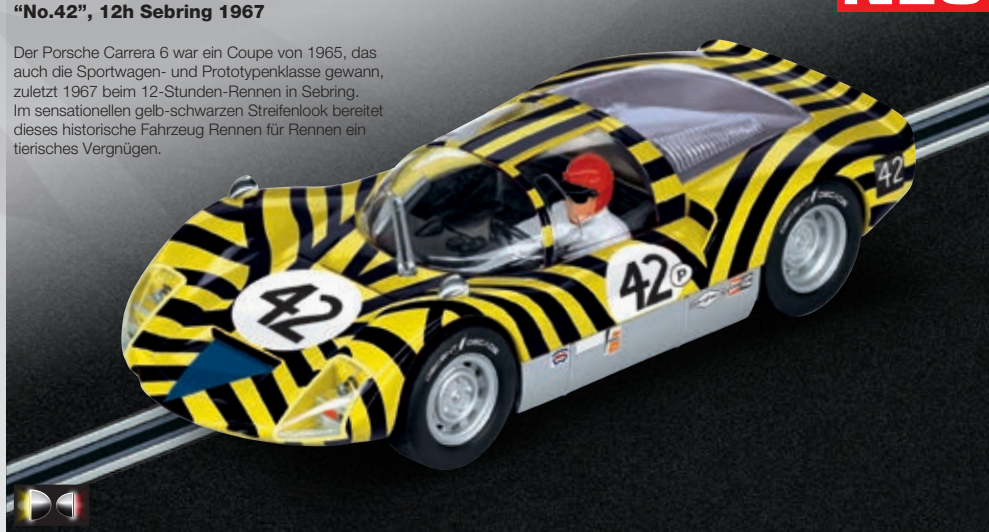 NEU
"No.42", 12h Sebring 1967
Der Porsche Carrera 6 war ein Coupe von 1965, das
auch die Sportwagen- und Prototypenklasse gewann,
zuletzt 1967 beim 12-Stunden-Rennen in Sebring.
Im sensationellen gelb-schwarzen Streifenlook bereitet
dieses historische Fahrzeug Rennen für Rennen ein
tierisches Vergnügen.
42
42
P
42